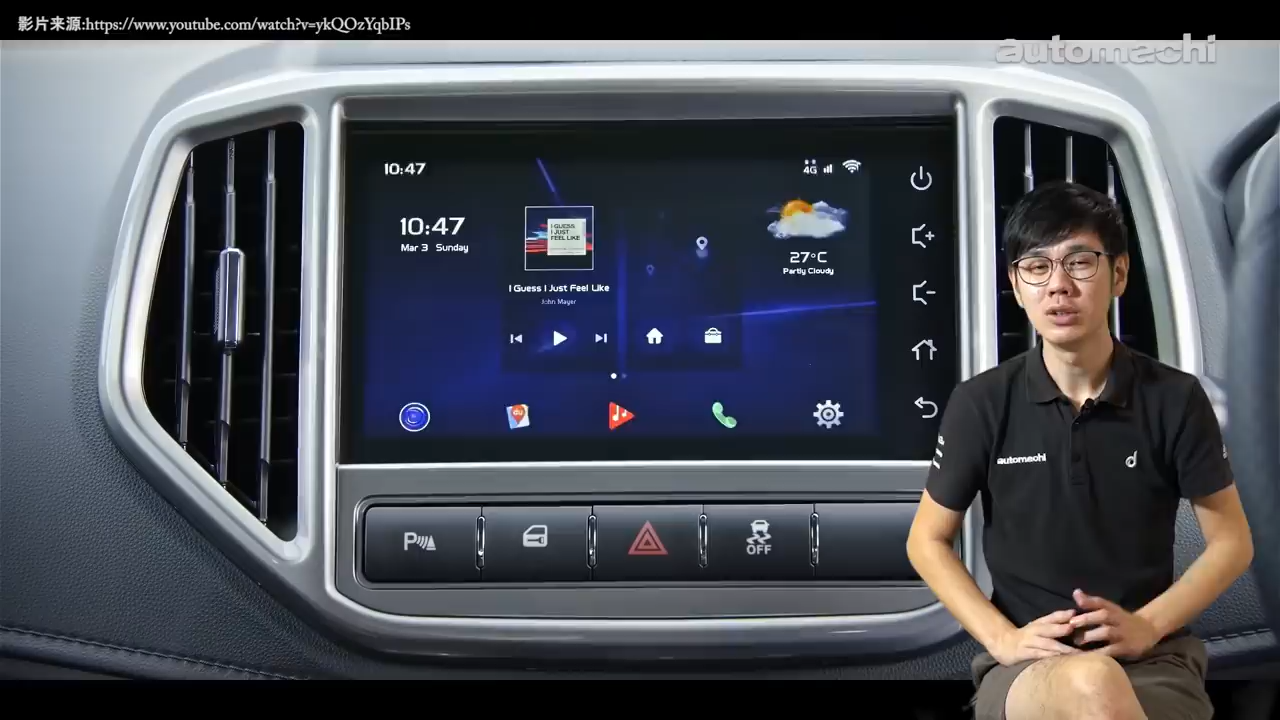 影片来源:https://www.youtube.com/watch?v=ykQOzYqbIPs
automachi
10:47
4G
10:47
Mar 3 Sunday
I GUESS
I JUST
FEEL LIKE
27°C
Partly Cloudy
I Guess I Just Feel Like
John Mayer
du
automachi
d
P
OFF